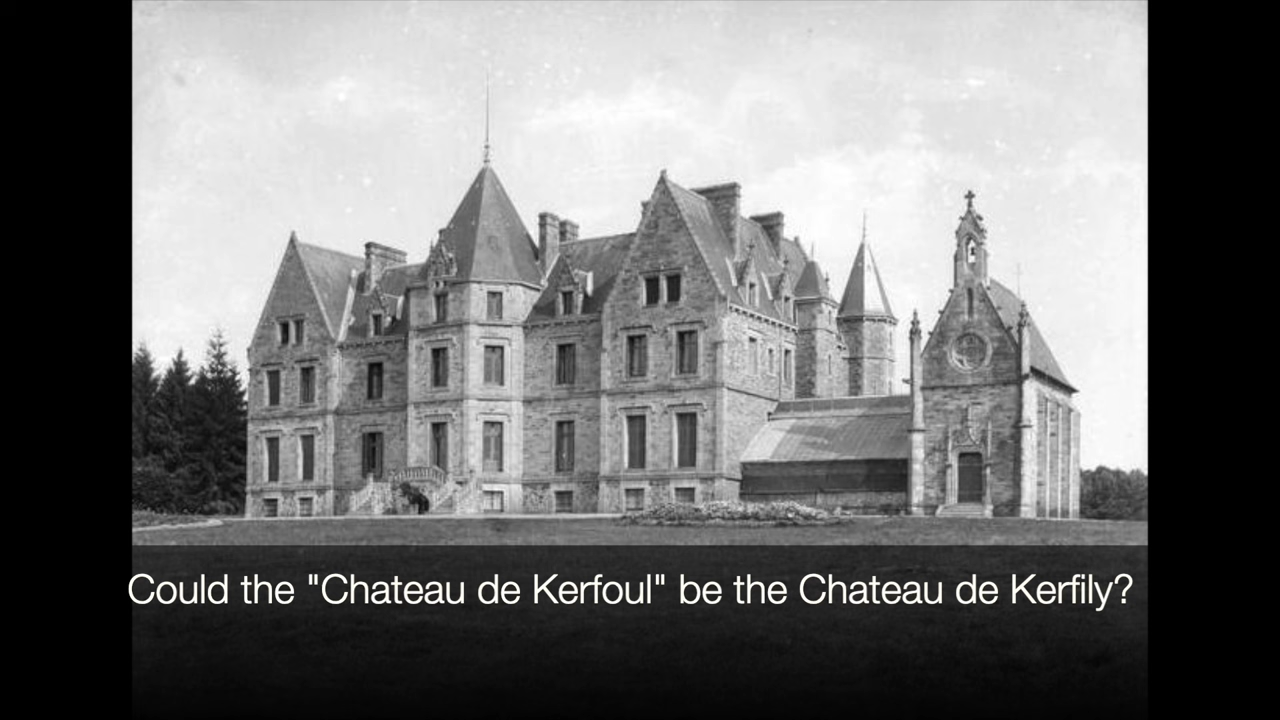 Could the "Chateau de Kerfoul" be the Chateau de Kerfily?